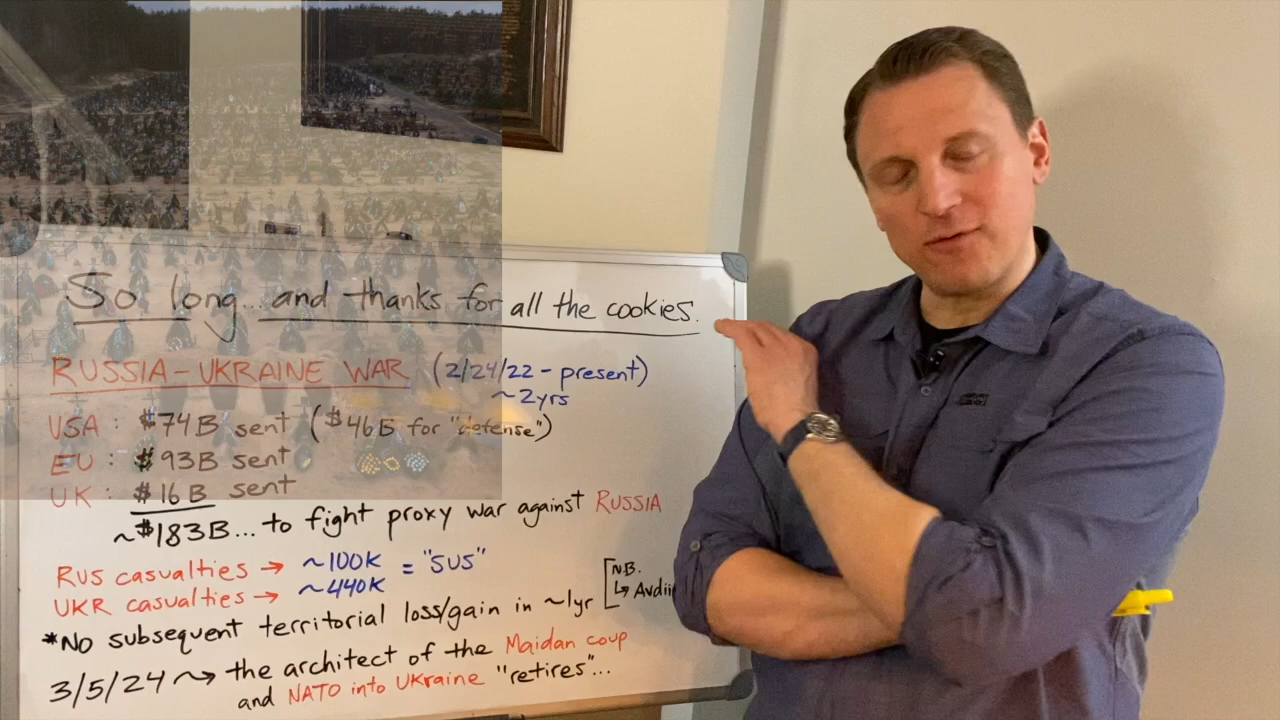 So long...and thanks for all the cookies.
RUSSIA-UKRAINE WAR (2/24/22 - present)
~2yrs
USA : $74B sent ($46B for "defense")
EU : $93B sent
UK : $16B sent
~$183B... to fight proxy war against RUSSIA
RUS casualties → ~100K = "SUS"
UKR casualties → ~440K
[N.B.
↳ Avdii
*No subsequent territorial loss/gain in ~1yr
3/5/24 ⇝ the architect of the Maidan coup
and NATO into Ukraine "retires"...